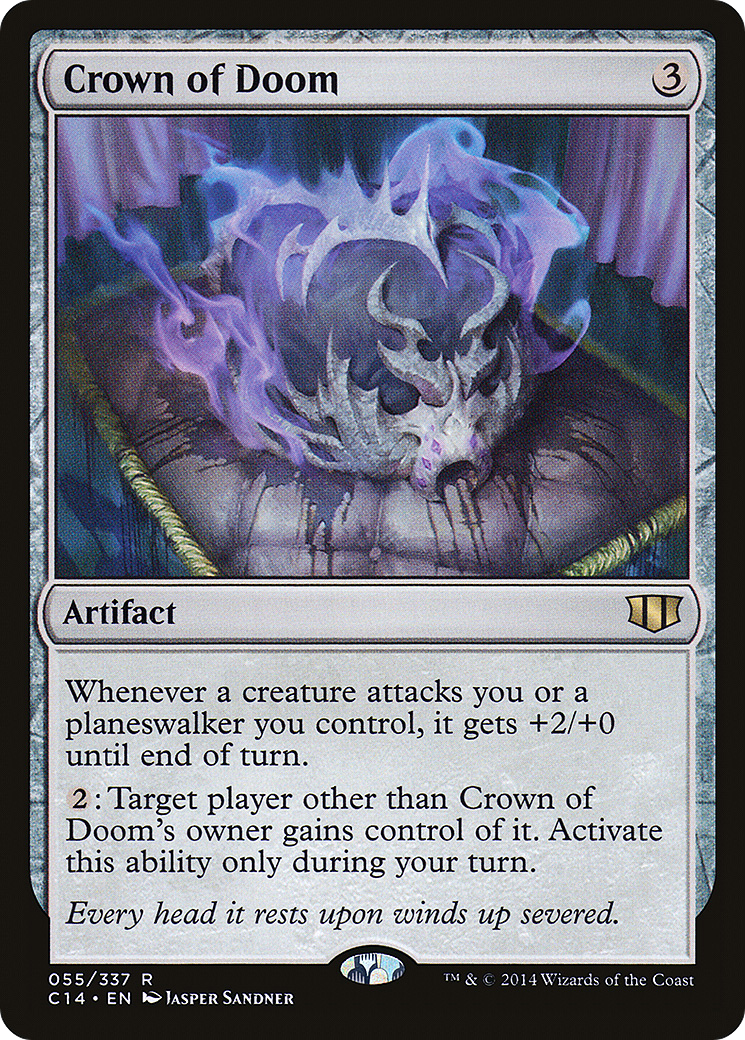 Crown of Doom 3
Artifact
Whenever a creature attacks you or a
planeswalker you control, it gets +2/+0
until end of turn.
2: Target player other than Crown of
Doom's owner gains control of it. Activate
this ability only during your turn.
Every head it rests upon winds up severed.
055/337 R
C14 • EN Jasper Sandner
™ & © 2014 Wizards of the Coast